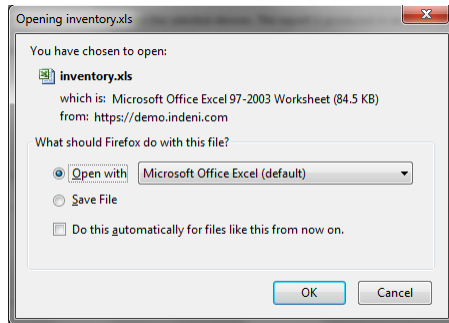 Opening inventory.xls
You have chosen to open:
inventory.xls
which is: Microsoft Office Excel 97-2003 Worksheet (84.5 KB)
from: https://demo.indeni.com
What should Firefox do with this file?
Open with Microsoft Office Excel (default)
Save File
Do this automatically for files like this from now on.
OK Cancel